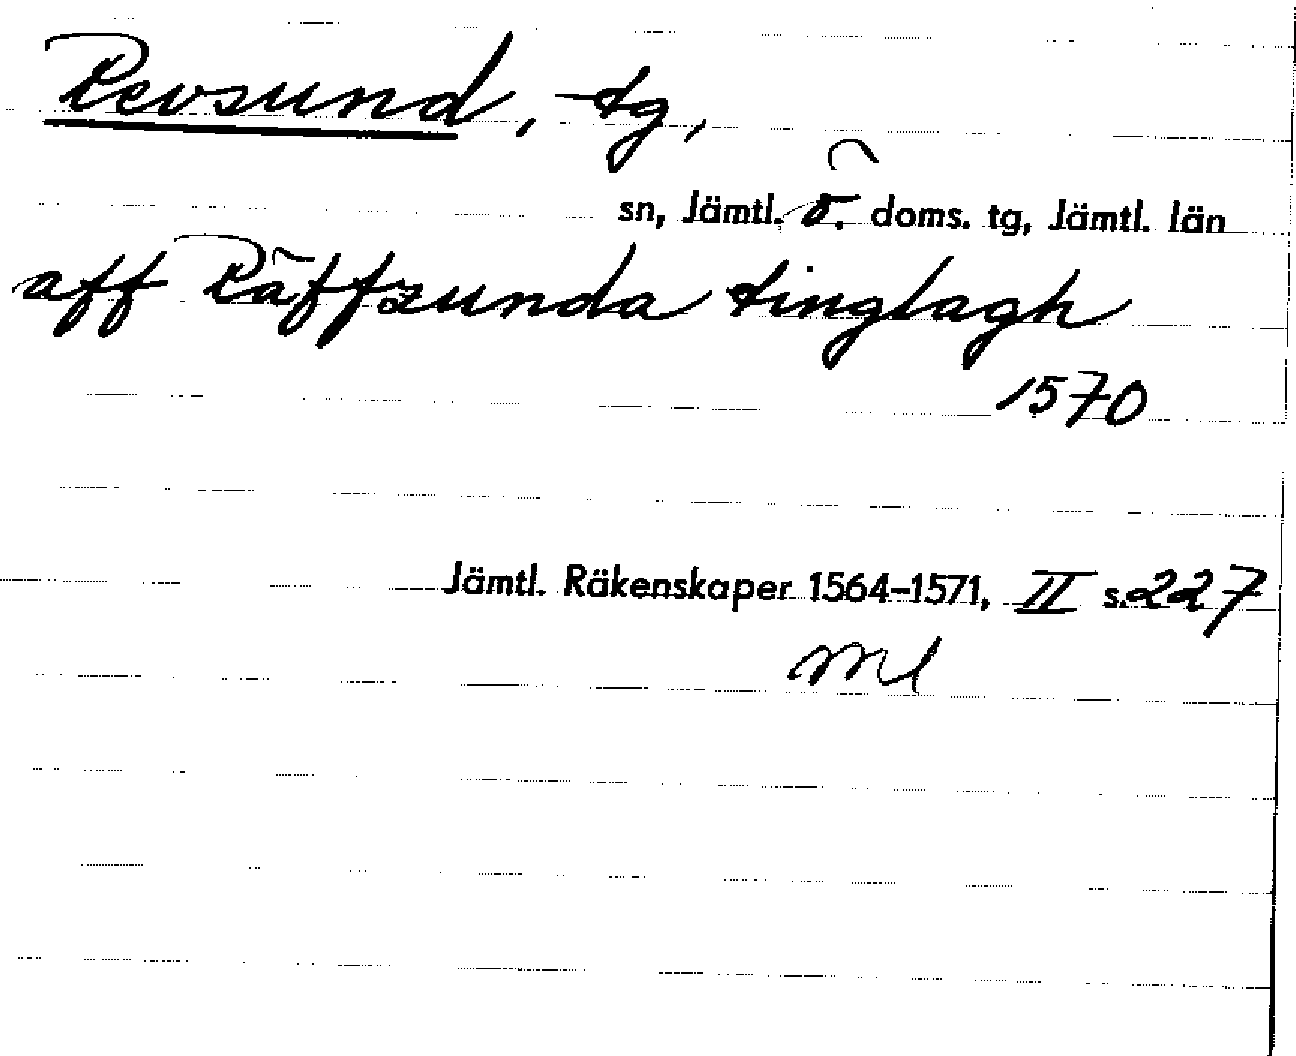 Revsund, tg,
sn, Jämtl. ö. doms. tg, Jämtl. län
aff Räffzunda tinglagh
1570
Jämtl. Räkenskaper 1564–1571, II s. 227